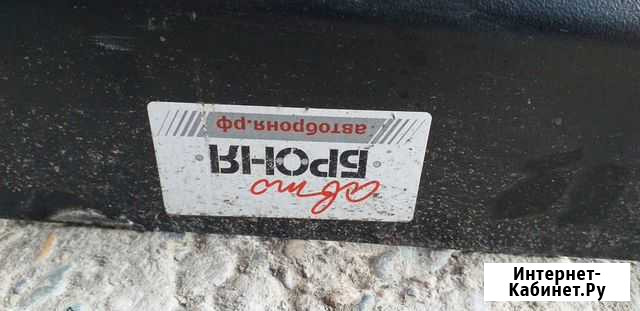 авто
БРОНЯ
автоброня.рф
Интернет-
Кабинет.Ру